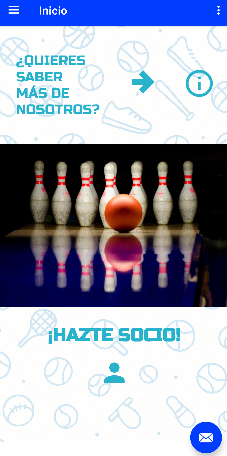 Inicio
¿QUIERES
SABER
MÁS DE
NOSOTROS?
¡HAZTE SOCIO!